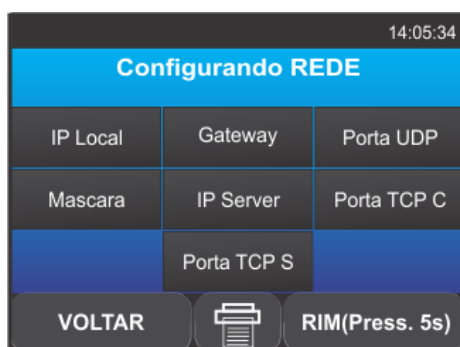 14:05:34
Configurando REDE
IP Local Gateway Porta UDP
Mascara IP Server Porta TCP C
Porta TCP S
VOLTAR RIM(Press. 5s)